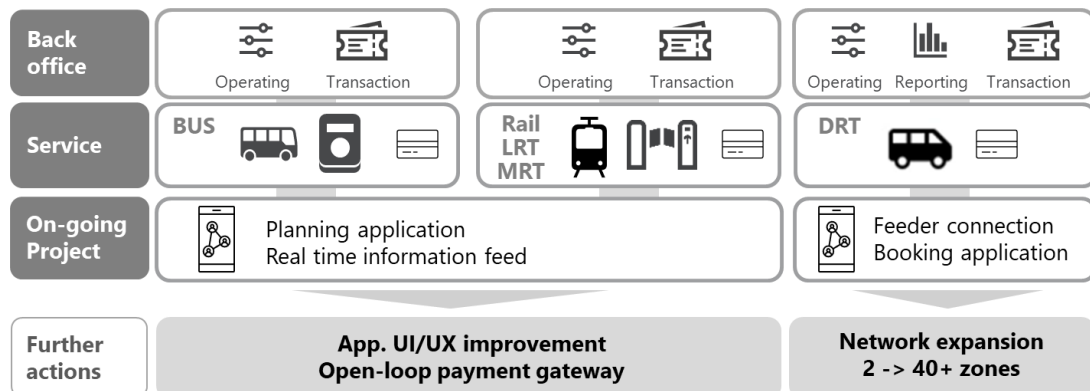 Back
office
Operating
Transaction
Operating
Transaction
Operating
Reporting
Transaction
Service
BUS
Rail
LRT
MRT
DRT
On-going
Project
Planning application
Real time information feed
Feeder connection
Booking application
Further
actions
App. UI/UX improvement
Open-loop payment gateway
Network expansion
2 -> 40+ zones